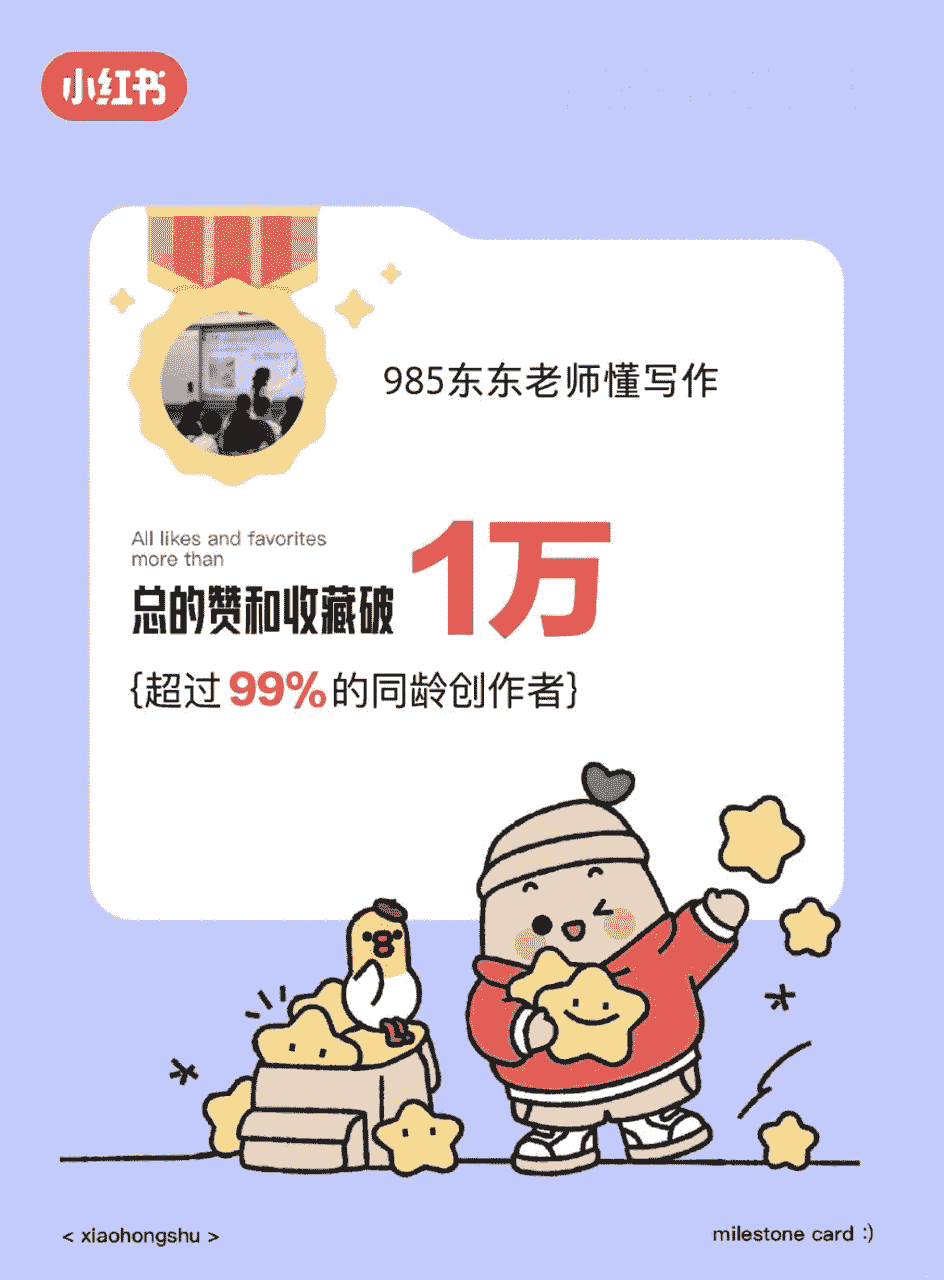 小红书
985东东老师懂写作
All likes and favorites
more than
总的赞和收藏破 1万
{超过 99% 的同龄创作者}
< xiaohongshu >
milestone card :)